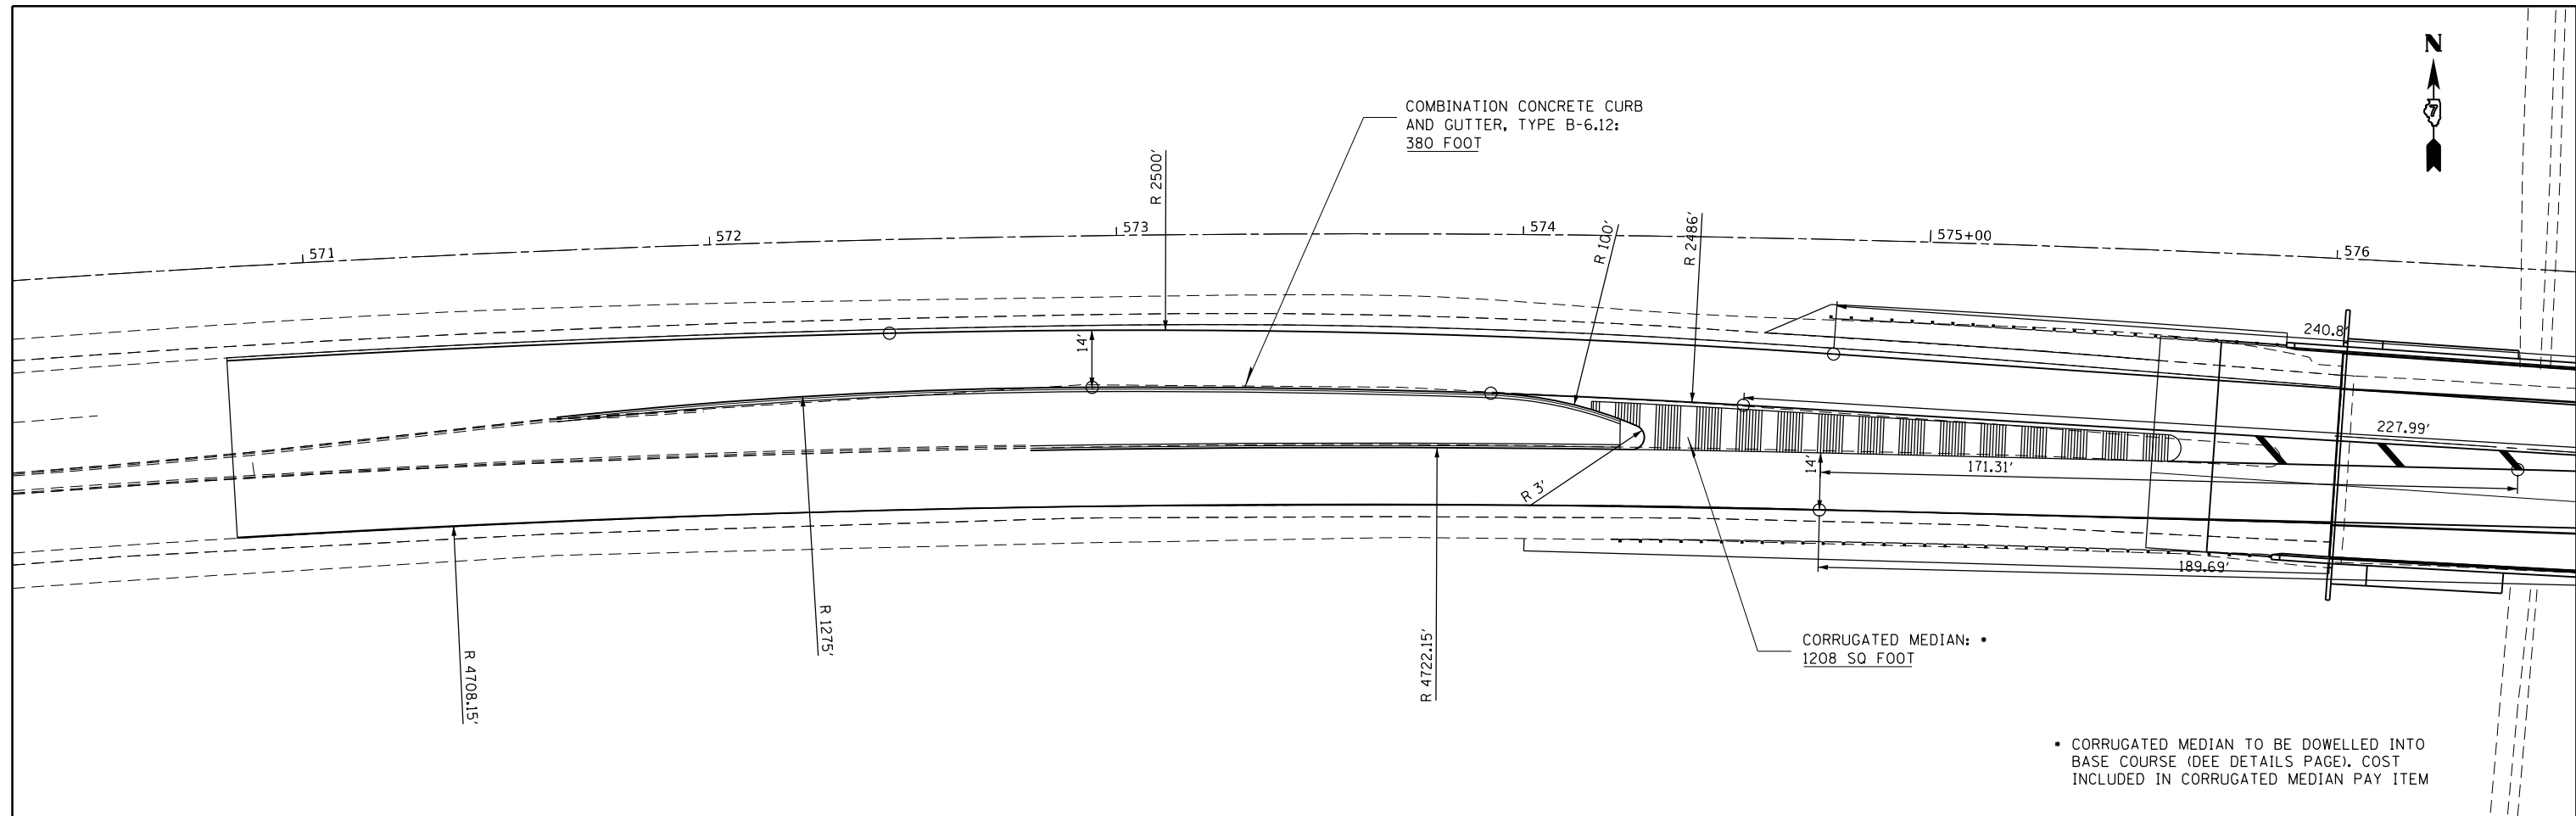 N
7
COMBINATION CONCRETE CURB
AND GUTTER, TYPE B-6.12:
380 FOOT
R 2500'
571
572
573
574
575+00
576
R 100'
R 2486'
14'
240.8'
227.99'
14'
171.31'
R 3'
189.69'
R 1275'
R 4708.15'
R 4722.15'
CORRUGATED MEDIAN: *
1208 SQ FOOT
* CORRUGATED MEDIAN TO BE DOWELLED INTO
BASE COURSE (DEE DETAILS PAGE). COST
INCLUDED IN CORRUGATED MEDIAN PAY ITEM